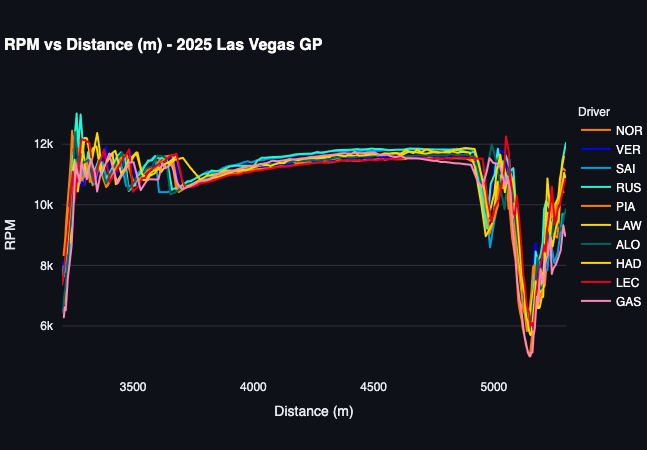 RPM vs Distance (m) - 2025 Las Vegas GP
Driver
NOR
VER
SAI
RUS
PIA
LAW
ALO
HAD
LEC
GAS
12k
10k
8k
6k
RPM
3500
4000
4500
5000
Distance (m)